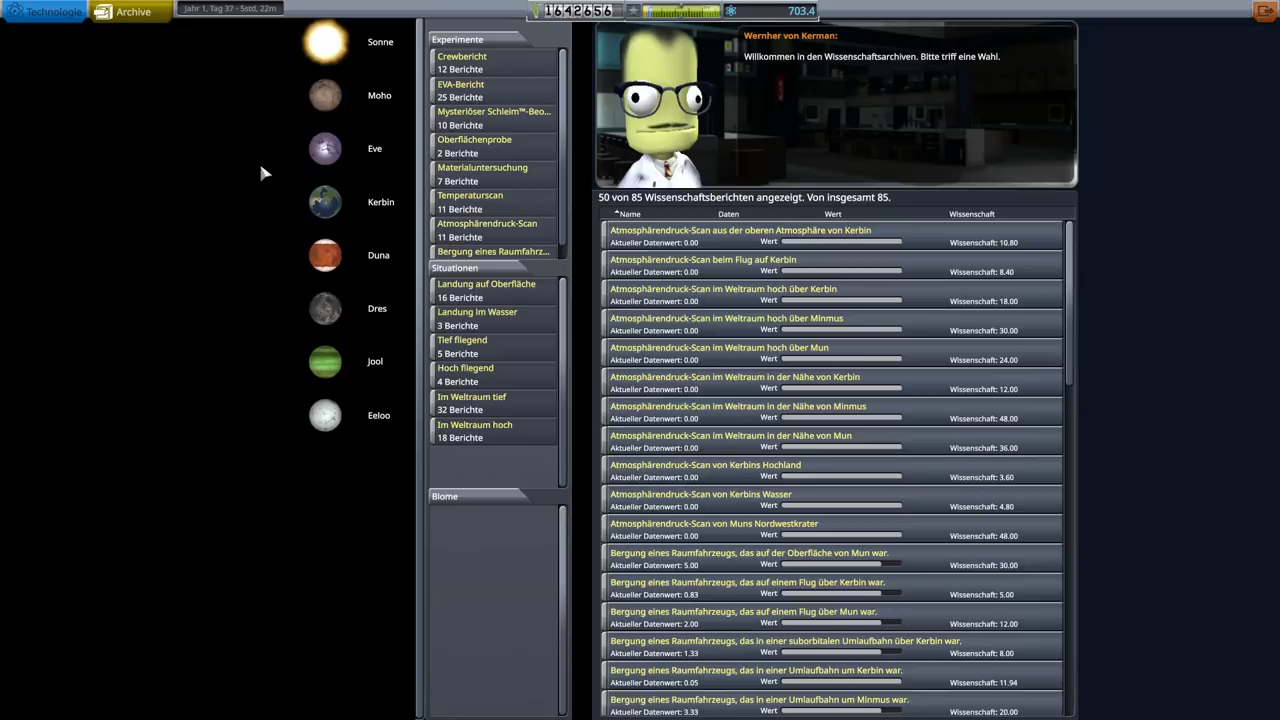 Technologie
Archive
Jahr 1, Tag 37 - 5std, 22m
1642656
703.4
Sonne
Moho
Eve
Kerbin
Duna
Dres
Jool
Eeloo
Experimente
Crewbericht
12 Berichte
EVA-Bericht
25 Berichte
Mysteriöser Schleim™-Beo...
10 Berichte
Oberflächenprobe
2 Berichte
Materialuntersuchung
7 Berichte
Temperaturscan
11 Berichte
Atmosphärendruck-Scan
11 Berichte
Bergung eines Raumfahrz...
Situationen
Landung auf Oberfläche
16 Berichte
Landung im Wasser
3 Berichte
Tief fliegend
5 Berichte
Hoch fliegend
4 Berichte
Im Weltraum tief
32 Berichte
Im Weltraum hoch
18 Berichte
Biome
Wernher von Kerman:
Willkommen in den Wissenschaftsarchiven. Bitte triff eine Wahl.
50 von 85 Wissenschaftsberichten angezeigt. Von insgesamt 85.
Name Daten Wert Wissenschaft
Atmosphärendruck-Scan aus der oberen Atmosphäre von Kerbin
Aktueller Datenwert: 0.00 Wert Wissenschaft: 10.80
Atmosphärendruck-Scan beim Flug auf Kerbin
Aktueller Datenwert: 0.00 Wert Wissenschaft: 8.40
Atmosphärendruck-Scan im Weltraum hoch über Kerbin
Aktueller Datenwert: 0.00 Wert Wissenschaft: 18.00
Atmosphärendruck-Scan im Weltraum hoch über Minmus
Aktueller Datenwert: 0.00 Wert Wissenschaft: 30.00
Atmosphärendruck-Scan im Weltraum hoch über Mun
Aktueller Datenwert: 0.00 Wert Wissenschaft: 24.00
Atmosphärendruck-Scan im Weltraum in der Nähe von Kerbin
Aktueller Datenwert: 0.00 Wert Wissenschaft: 12.00
Atmosphärendruck-Scan im Weltraum in der Nähe von Minmus
Aktueller Datenwert: 0.00 Wert Wissenschaft: 48.00
Atmosphärendruck-Scan im Weltraum in der Nähe von Mun
Aktueller Datenwert: 0.00 Wert Wissenschaft: 36.00
Atmosphärendruck-Scan von Kerbins Hochland
Aktueller Datenwert: 0.00 Wert Wissenschaft: 3.60
Atmosphärendruck-Scan von Kerbins Wasser
Aktueller Datenwert: 0.00 Wert Wissenschaft: 4.80
Atmosphärendruck-Scan von Muns Nordwestkrater
Aktueller Datenwert: 0.00 Wert Wissenschaft: 48.00
Bergung eines Raumfahrzeugs, das auf der Oberfläche von Mun war.
Aktueller Datenwert: 5.00 Wert Wissenschaft: 30.00
Bergung eines Raumfahrzeugs, das auf einem Flug über Kerbin war.
Aktueller Datenwert: 0.83 Wert Wissenschaft: 5.00
Bergung eines Raumfahrzeugs, das auf einem Flug über Mun war.
Aktueller Datenwert: 2.00 Wert Wissenschaft: 12.00
Bergung eines Raumfahrzeugs, das in einer suborbitalen Umlaufbahn über Kerbin war.
Aktueller Datenwert: 1.33 Wert Wissenschaft: 8.00
Bergung eines Raumfahrzeugs, das in einer Umlaufbahn um Kerbin war.
Aktueller Datenwert: 0.05 Wert Wissenschaft: 11.94
Bergung eines Raumfahrzeugs, das in einer Umlaufbahn um Minmus war.
Aktueller Datenwert: 3.33 Wert Wissenschaft: 20.00